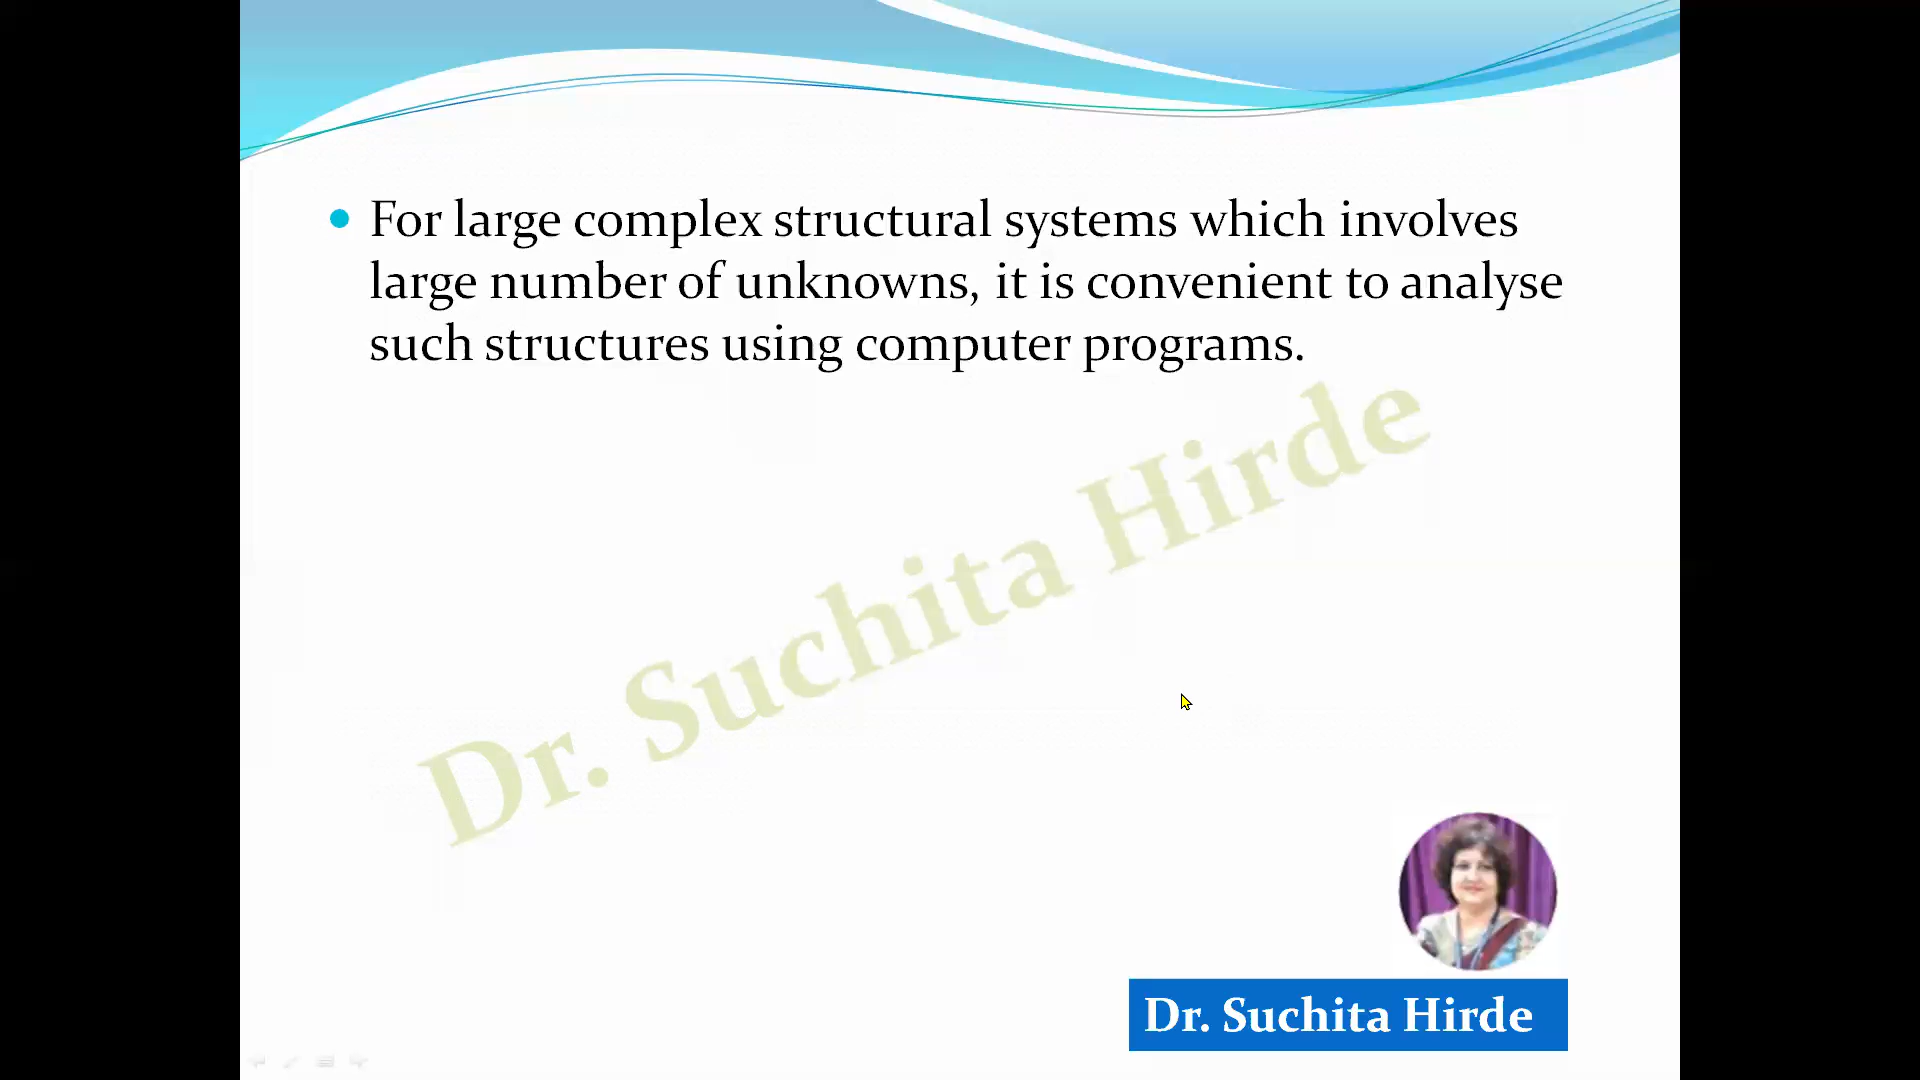 For large complex structural systems which involves
large number of unknowns, it is convenient to analyse
such structures using computer programs.
Dr. Suchita Hirde
Dr. Suchita Hirde